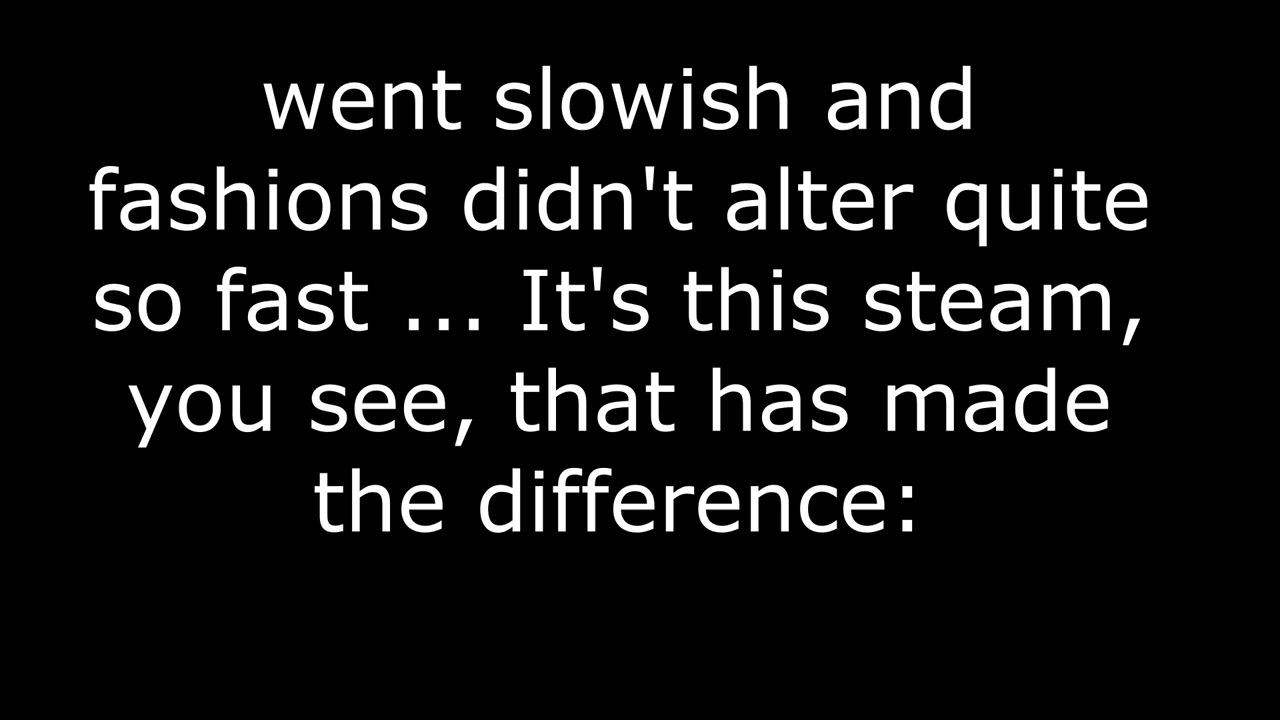 went slowish and
fashions didn't alter quite
so fast ... It's this steam,
you see, that has made
the difference: